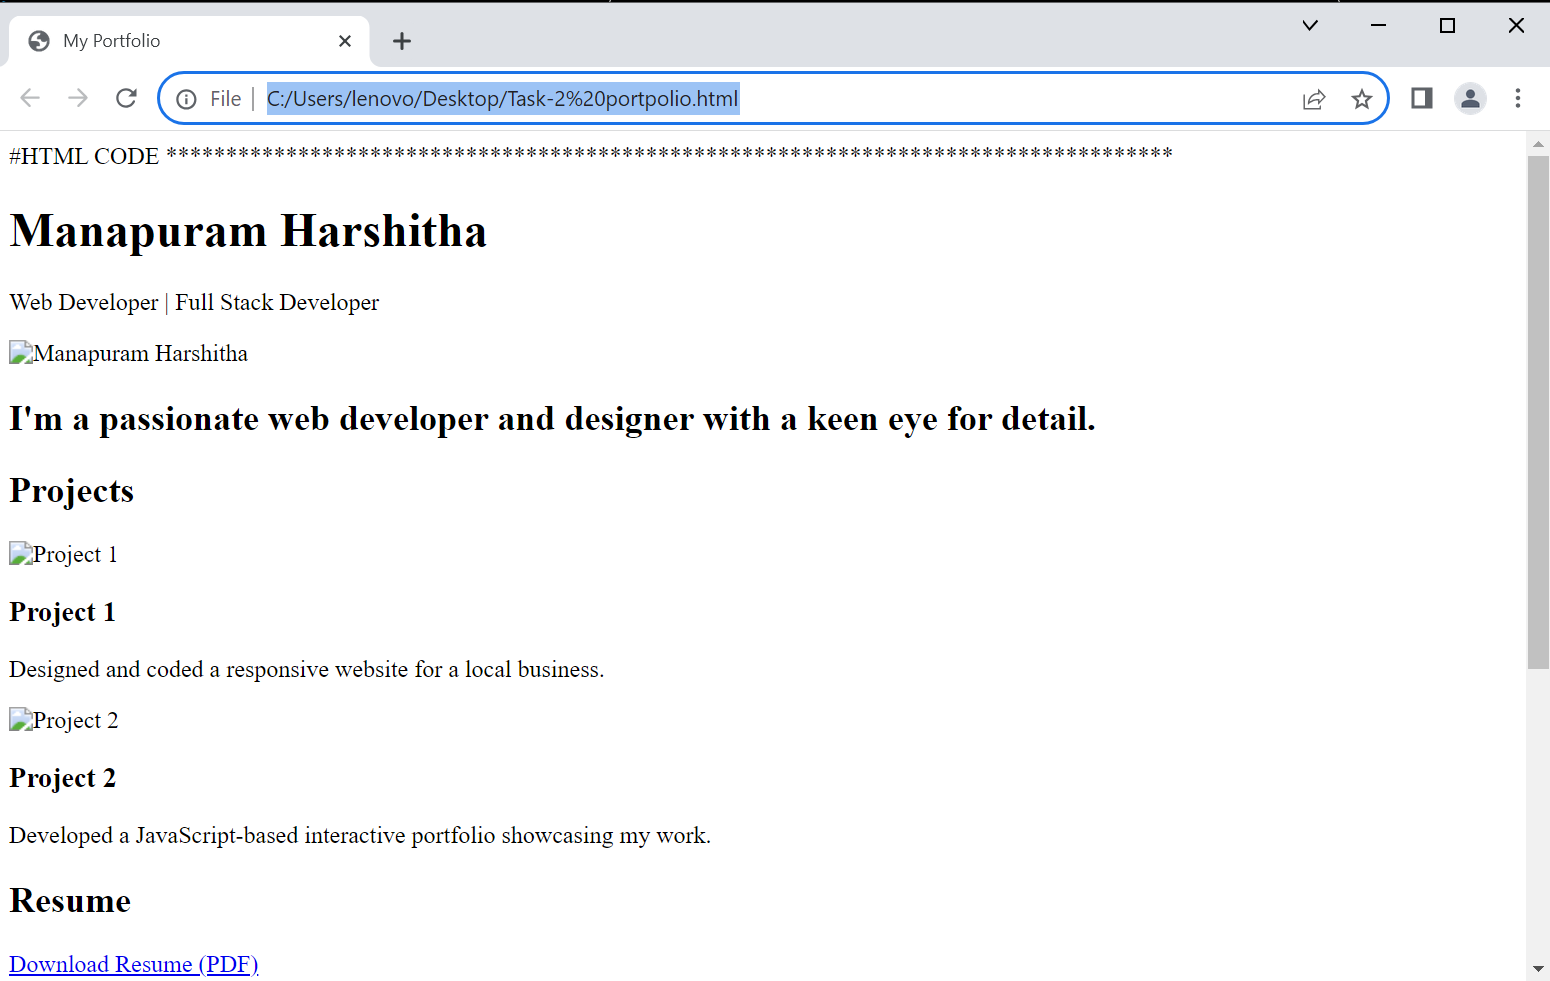 My Portfolio
File | C:/Users/lenovo/Desktop/Task-2%20portpolio.html
#HTML CODE ************************************************************************************
Manapuram Harshitha
Web Developer | Full Stack Developer
Manapuram Harshitha
I'm a passionate web developer and designer with a keen eye for detail.
Projects
Project 1
Project 1
Designed and coded a responsive website for a local business.
Project 2
Project 2
Developed a JavaScript-based interactive portfolio showcasing my work.
Resume
Download Resume (PDF)